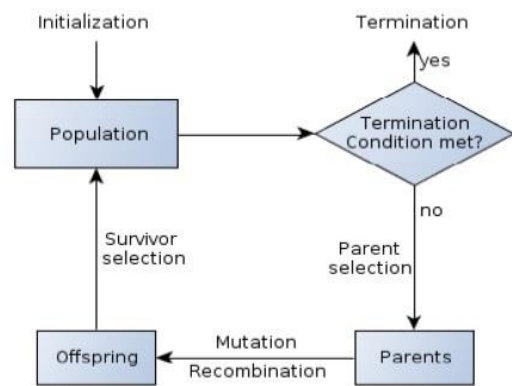 Initialization
Termination
yes
Population
Termination
Condition met?
no
Survivor
selection
Parent
selection
Mutation
Offspring
Recombination
Parents